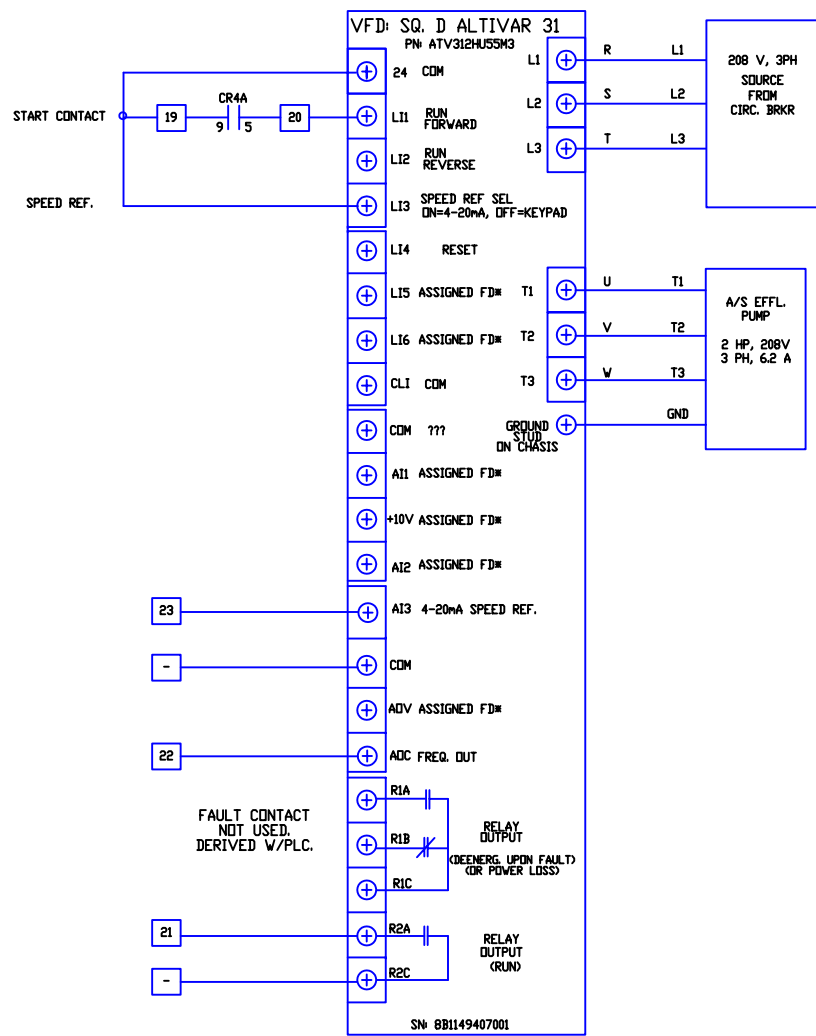 VFD: SQ. D ALTIVAR 31
PN: ATV312HU55M3
24 COM
START CONTACT
19
CR4A
9 5
20
LI1 RUN
FORWARD
LI2 RUN
REVERSE
SPEED REF.
LI3 SPEED REF SEL
ON=4-20mA, OFF=KEYPAD
LI4 RESET
LI5 ASSIGNED FD*
LI6 ASSIGNED FD*
CLI COM
COM ???
AI1 ASSIGNED FD*
+10V ASSIGNED FD*
AI2 ASSIGNED FD*
23
AI3 4-20mA SPEED REF.
-
COM
AOV ASSIGNED FD*
22
AOC FREQ. OUT
FAULT CONTACT
NOT USED.
DERIVED W/PLC.
R1A
R1B
R1C
RELAY
OUTPUT
(DEENERG. UPON FAULT)
(OR POWER LOSS)
21
R2A
-
R2C
RELAY
OUTPUT
(RUN)
SN: 8B1149407001
L1 R L1
L2 S L2
L3 T L3
208 V, 3PH
SOURCE
FROM
CIRC. BRKR
T1 U T1
T2 V T2
T3 W T3
GROUND
STUD
ON CHASIS
GND
A/S EFFL.
PUMP
2 HP, 208V
3 PH, 6.2 A